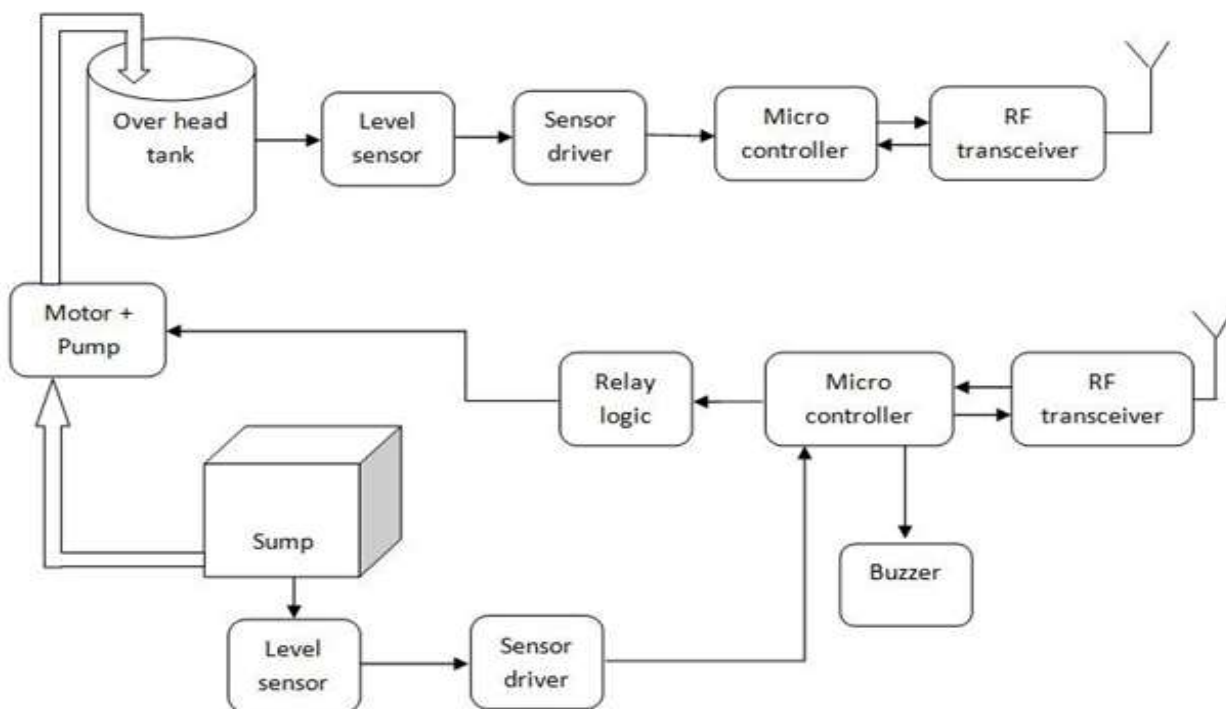 Over head
tank
Level
sensor
Sensor
driver
Micro
controller
RF
transceiver
Motor +
Pump
Relay
logic
Micro
controller
RF
transceiver
Sump
Buzzer
Level
sensor
Sensor
driver